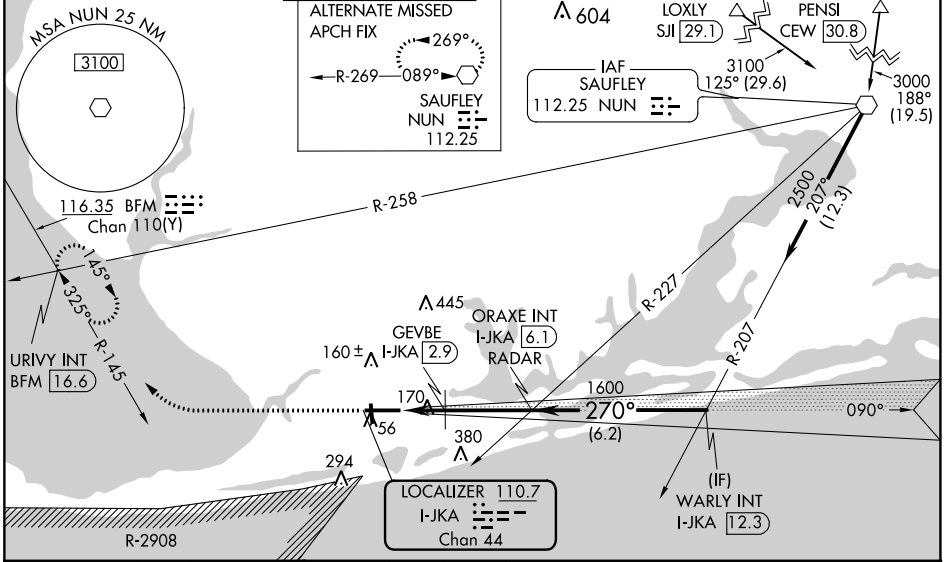 MSA NUN 25 NM
3100
116.35 BFM
Chan 110(Y)
ALTERNATE MISSED
APCH FIX
269°
R-269
089°
SAUFLEY
NUN
112.25
604
LOXLY
SJI 29.1
PENSI
CEW 30.8
3100
125° (29.6)
3000
188°
(19.5)
IAF
SAUFLEY
112.25 NUN
R-258
2500
207°
(12.3)
R-227
R-207
145°
325°
R-145
URIVY INT
BFM 16.6
445
GEVBE
I-JKA 2.9
ORAXE INT
I-JKA 6.1
RADAR
160 ±
170
56
1600
270°
(6.2)
090°
380
294
(IF)
WARLY INT
I-JKA 12.3
LOCALIZER 110.7
I-JKA
Chan 44
R-2908